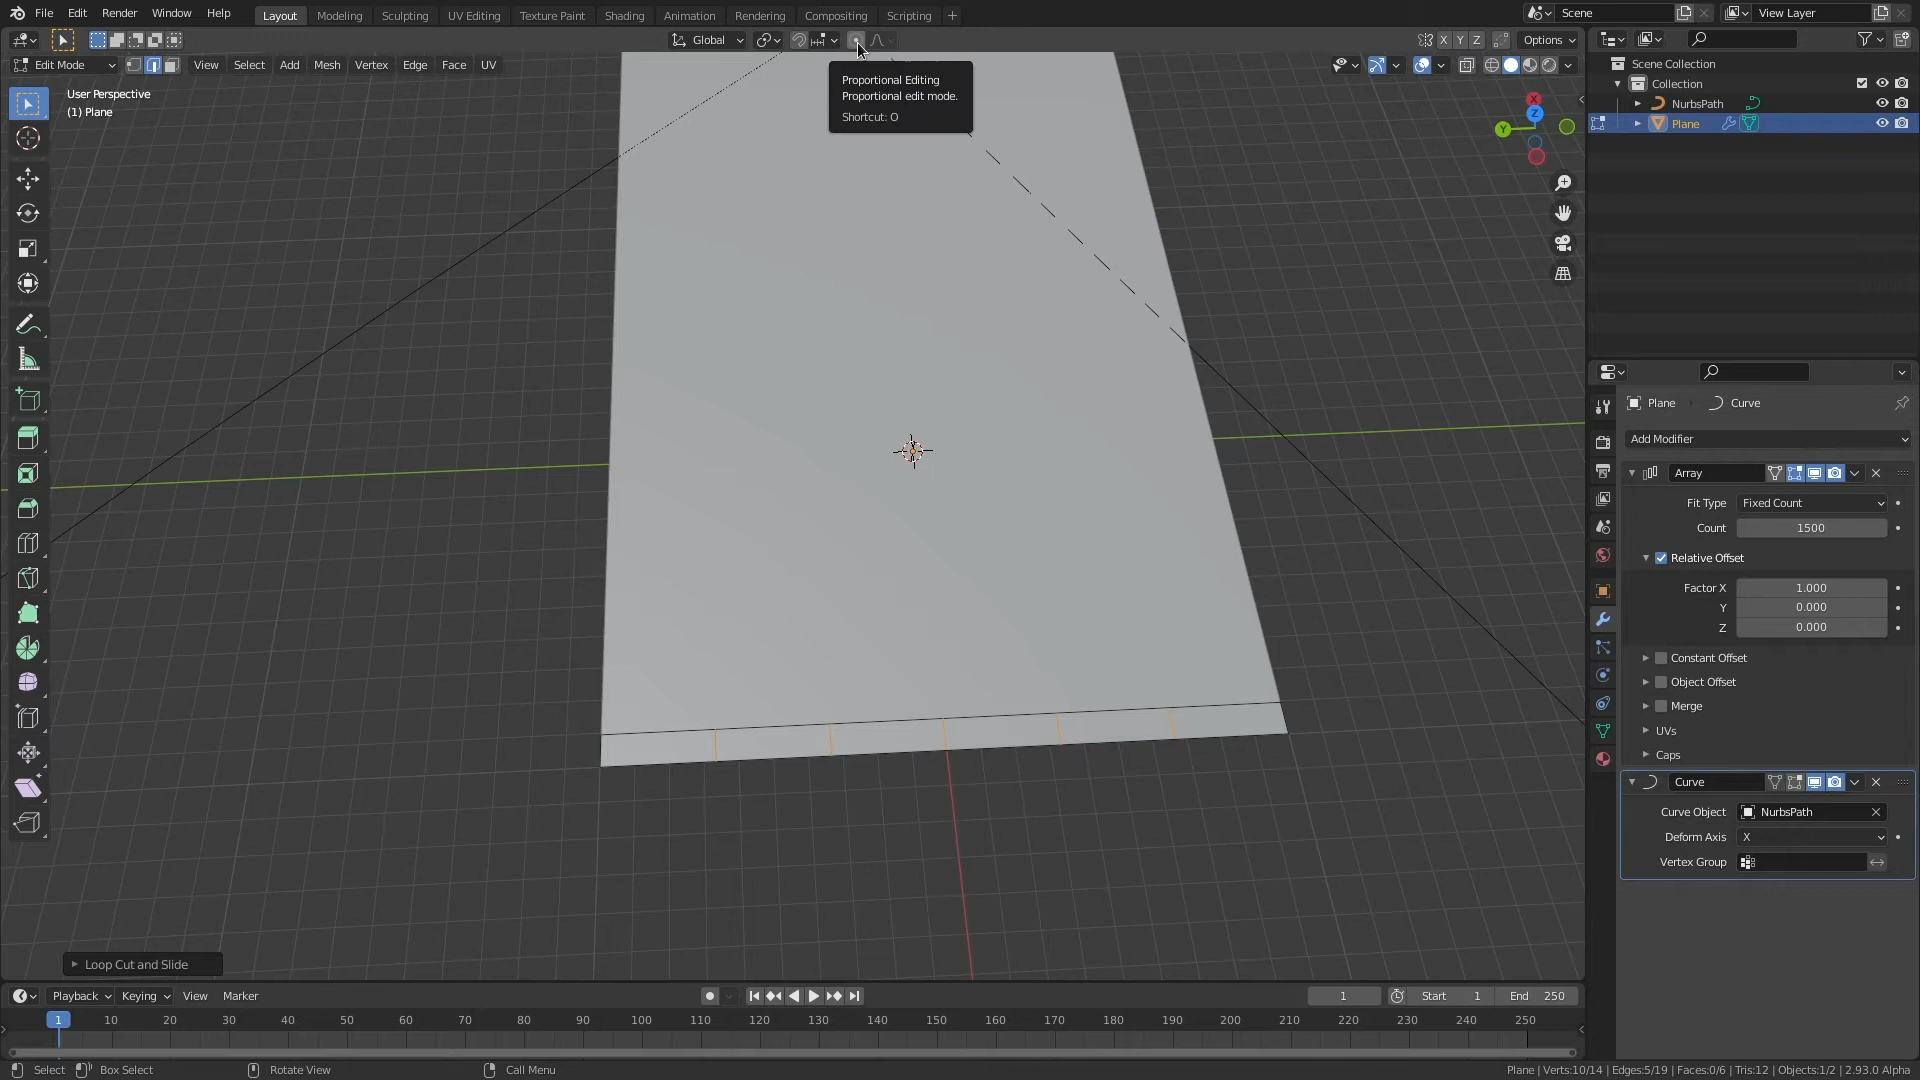 File Edit Render Window Help Layout Modeling Sculpting UV Editing Texture Paint Shading Animation Rendering Compositing Scripting Scene View Layer
Global X Y Z Options
Edit Mode View Select Add Mesh Vertex Edge Face UV
User Perspective
(1) Plane
Proportional Editing
Proportional edit mode.
Shortcut: O
X
Y
Z
Scene Collection
Collection
NurbsPath
Plane
Plane Curve
Add Modifier
Array
Fit Type Fixed Count
Count 1500
Relative Offset
Factor X 1.000
Y 0.000
Z 0.000
Constant Offset
Object Offset
Merge
UVs
Caps
Curve
Curve Object NurbsPath
Deform Axis X
Vertex Group
Loop Cut and Slide
Playback Keying View Marker 1 Start 1 End 250
1 10 20 30 40 50 60 70 80 90 100 110 120 130 140 150 160 170 180 190 200 210 220 230 240 250
Select Box Select Rotate View Call Menu Plane | Verts:10/14 | Edges:5/19 | Faces:0/6 | Tris:12 | Objects:1/2 | 2.93.0 Alpha